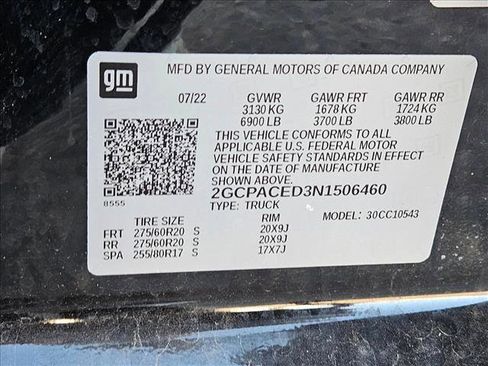 gm
MFD BY GENERAL MOTORS OF CANADA COMPANY
07/22 GVWR GAWR FRT GAWR RR
3130 KG 1678 KG 1724 KG
6900 LB 3700 LB 3800 LB
THIS VEHICLE CONFORMS TO ALL
APPLICABLE U.S. FEDERAL MOTOR
VEHICLE SAFETY STANDARDS IN EFFECT
ON THE DATE OF MANUFACTURE SHOWN
ABOVE.
2GCPACED3N1506460
8555 TYPE: TRUCK
MODEL: 30CC10543
TIRE SIZE RIM
FRT 275/60R20 S 20X9J
RR 275/60R20 S 20X9J
SPA 255/80R17 S 17X7J